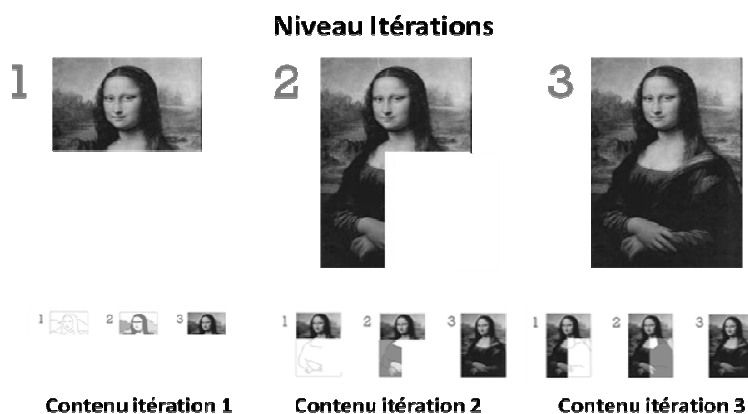 Niveau Itérations
1 2 3
1 2 3 1 2 3 1 2 3
Contenu itération 1 Contenu itération 2 Contenu itération 3